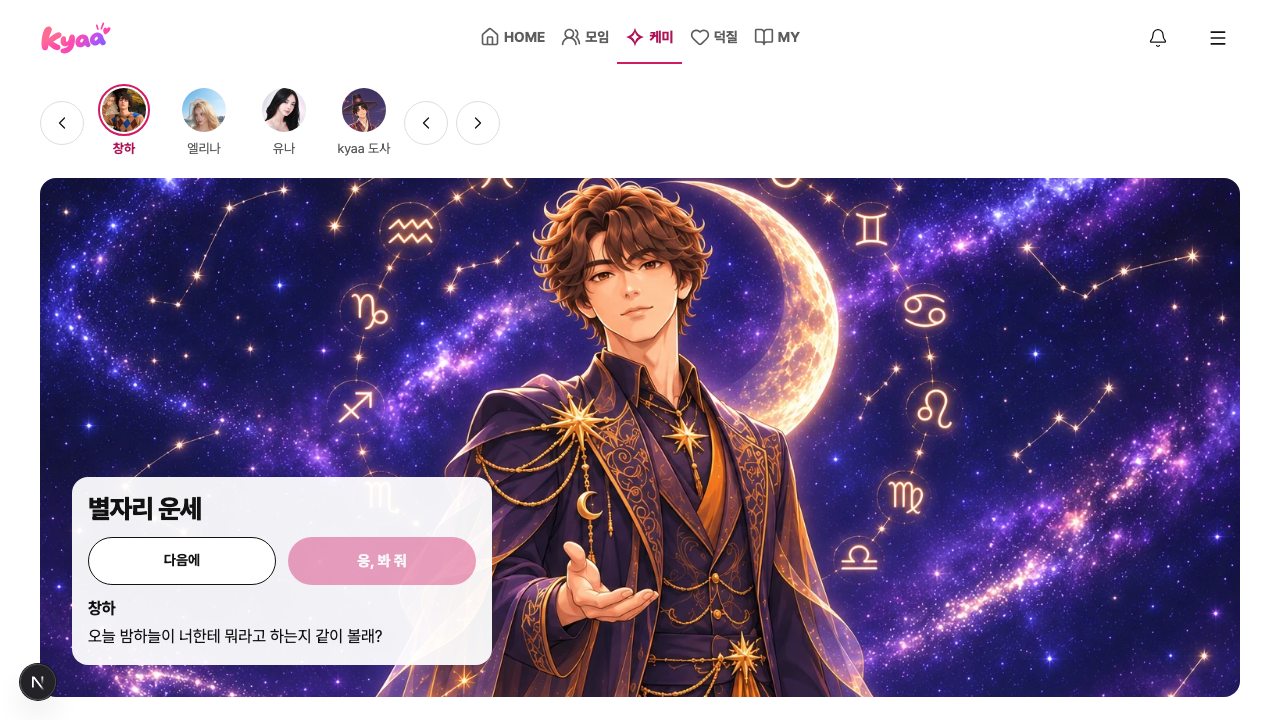 kyaa
HOME
모임
케미
덕질
MY
창하
엘리나
유나
kyaa 도사
별자리 운세
다음에
응, 봐 줘
창하
오늘 밤하늘이 너한테 뭐라고 하는지 같이 볼래?
N